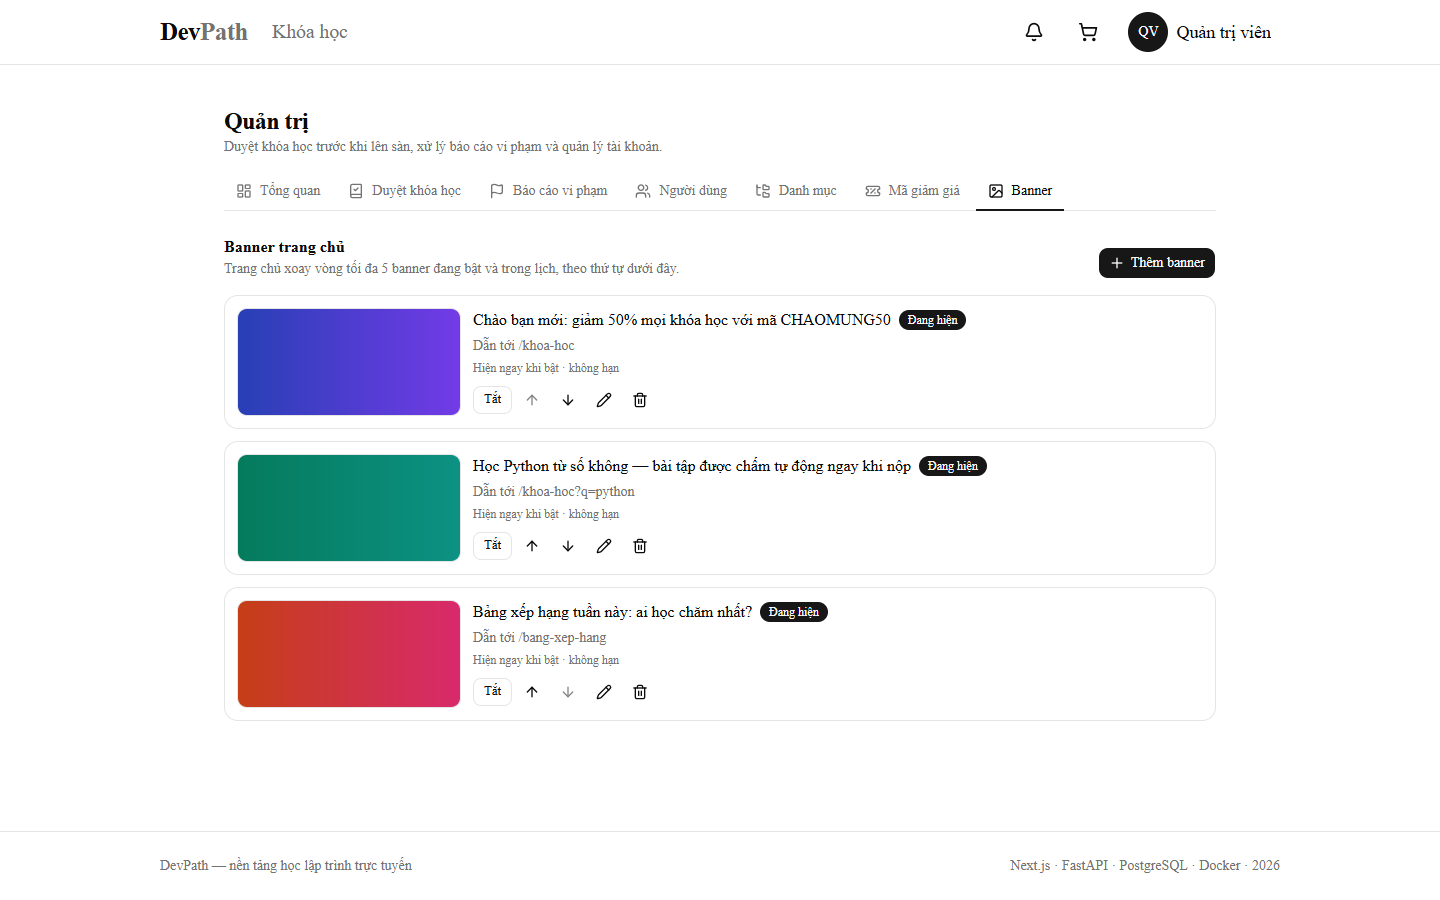 DevPath Khóa học QV Quản trị viên
Quản trị
Duyệt khóa học trước khi lên sàn, xử lý báo cáo vi phạm và quản lý tài khoản.
Tổng quan Duyệt khóa học Báo cáo vi phạm Người dùng Danh mục Mã giảm giá Banner
Banner trang chủ
Trang chủ xoay vòng tối đa 5 banner đang bật và trong lịch, theo thứ tự dưới đây.
Thêm banner
Chào bạn mới: giảm 50% mọi khóa học với mã CHAOMUNG50 Đang hiện
Dẫn tới /khoa-hoc
Hiện ngay khi bật · không hạn
Tắt
Học Python từ số không — bài tập được chấm tự động ngay khi nộp Đang hiện
Dẫn tới /khoa-hoc?q=python
Hiện ngay khi bật · không hạn
Tắt
Bảng xếp hạng tuần này: ai học chăm nhất? Đang hiện
Dẫn tới /bang-xep-hang
Hiện ngay khi bật · không hạn
Tắt
DevPath — nền tảng học lập trình trực tuyến
Next.js · FastAPI · PostgreSQL · Docker · 2026